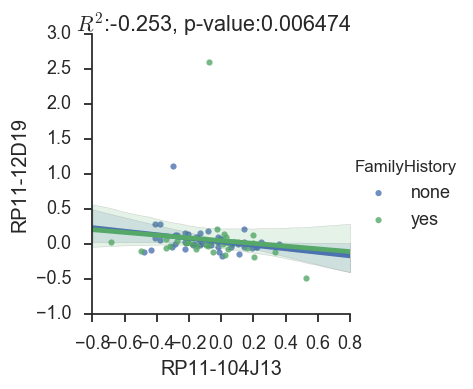 R²:-0.253, p-value:0.006474
3.0
2.5
2.0
1.5
1.0
0.5
0.0
−0.5
−1.0
RP11-12D19
FamilyHistory
none
yes
−0.8 −0.6 −0.4 −0.2 0.0 0.2 0.4 0.6 0.8
RP11-104J13